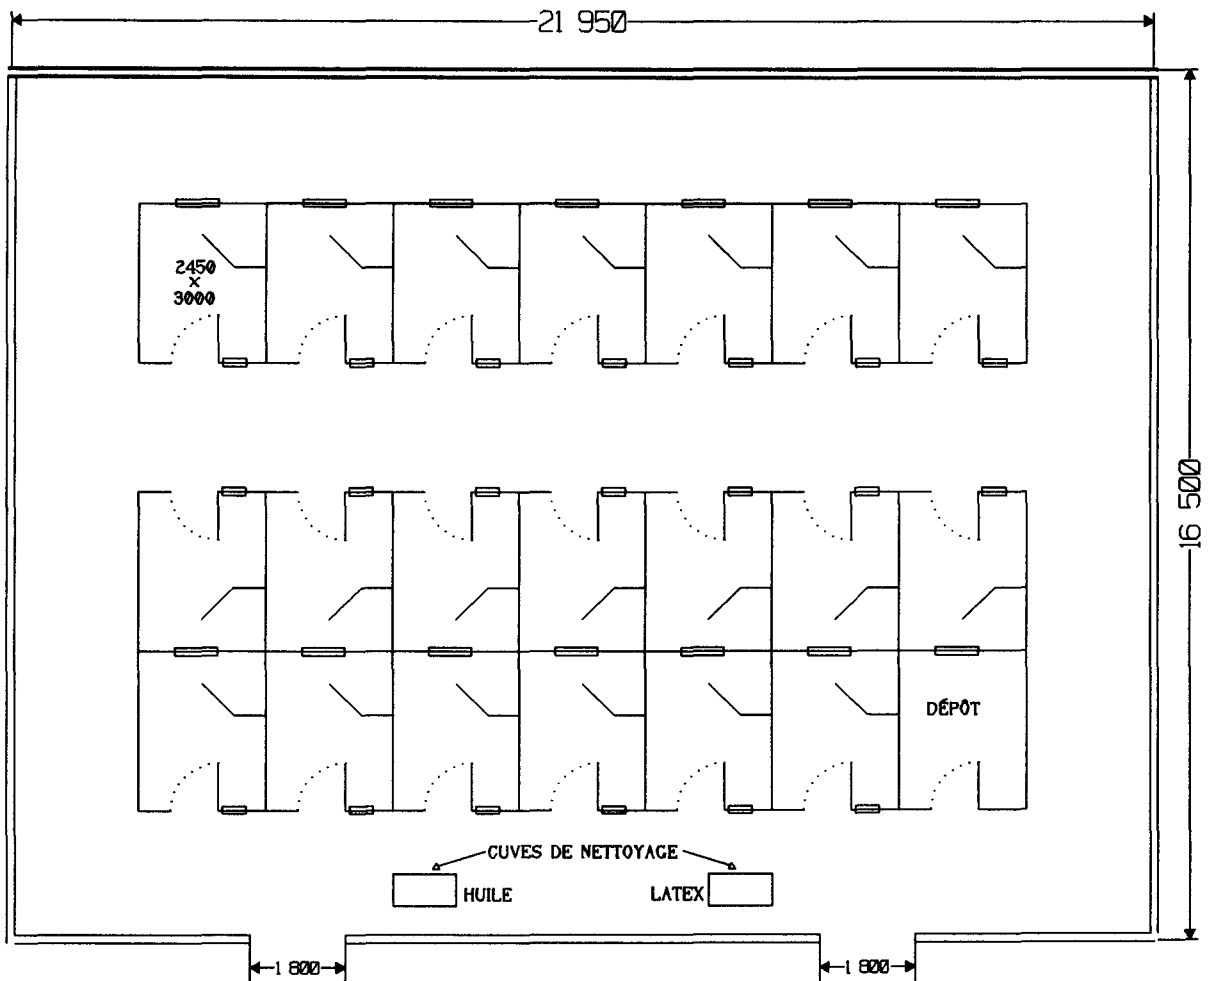 21 950
2450
x
3000
16 500
DÉPÔT
CUVES DE NETTOYAGE
HUILE
LATEX
1 800
1 800